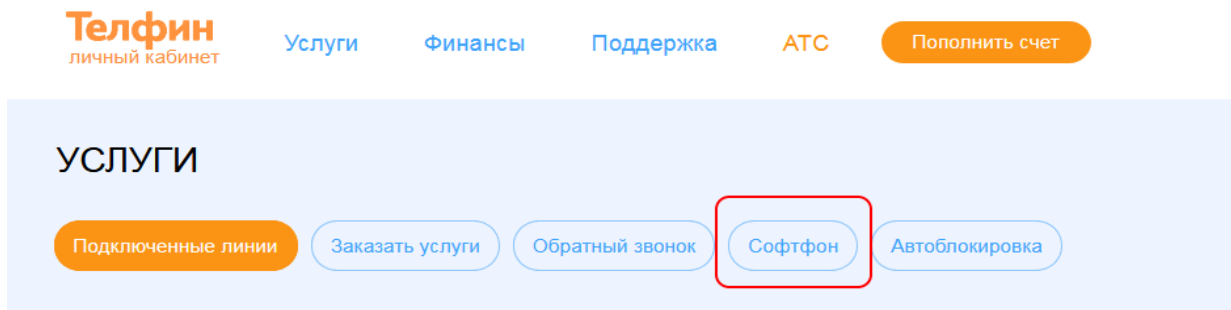 Телфин
личный кабинет
Услуги Финансы Поддержка АТС Пополнить счет
УСЛУГИ
Подключенные линии Заказать услуги Обратный звонок Софтфон Автоблокировка